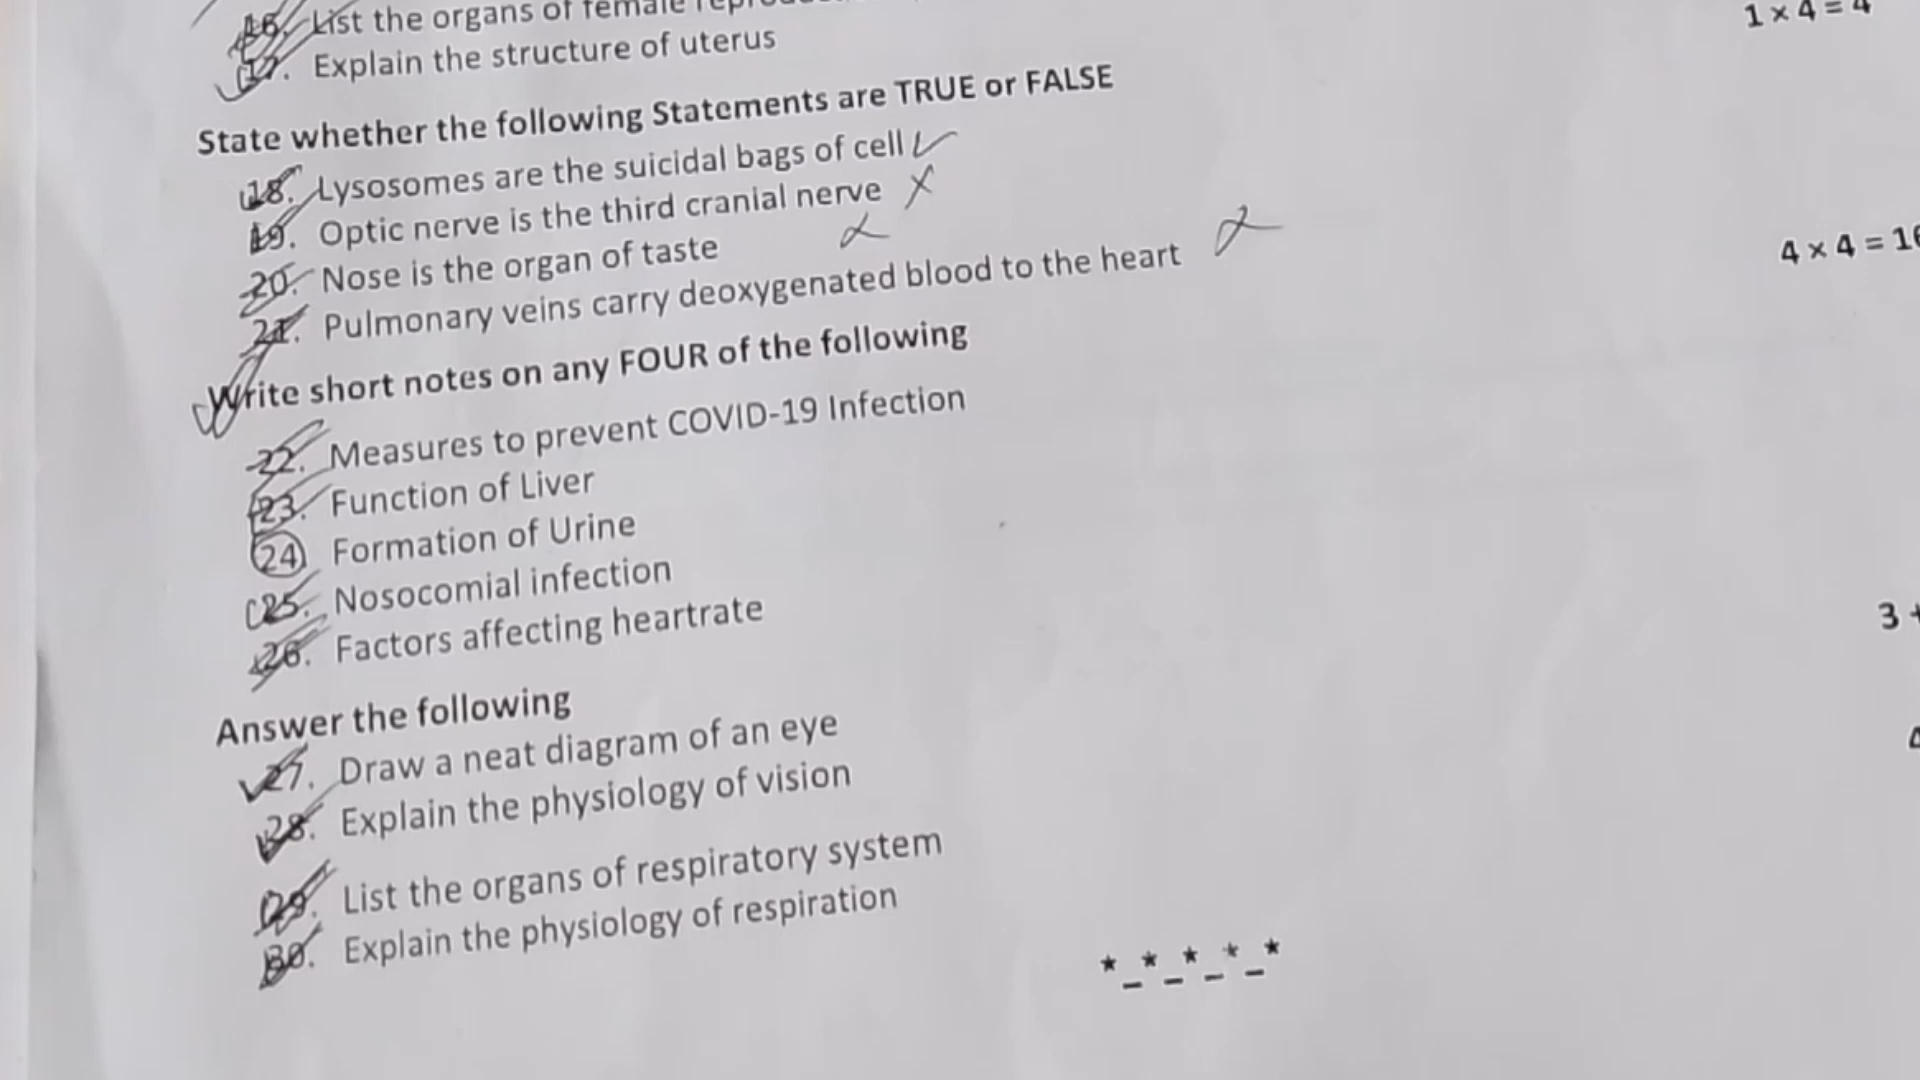 16. List the organs of female
1 × 4 = 4
17. Explain the structure of uterus
State whether the following Statements are TRUE or FALSE
18. Lysosomes are the suicidal bags of cell ✓
19. Optic nerve is the third cranial nerve X
20. Nose is the organ of taste
21. Pulmonary veins carry deoxygenated blood to the heart
4 × 4 = 16
Write short notes on any FOUR of the following
22. Measures to prevent COVID-19 Infection
23. Function of Liver
24 Formation of Urine
25. Nosocomial infection
26. Factors affecting heartrate
3 +
Answer the following
27. Draw a neat diagram of an eye
28. Explain the physiology of vision
29. List the organs of respiratory system
30. Explain the physiology of respiration
*_*_*_*_*